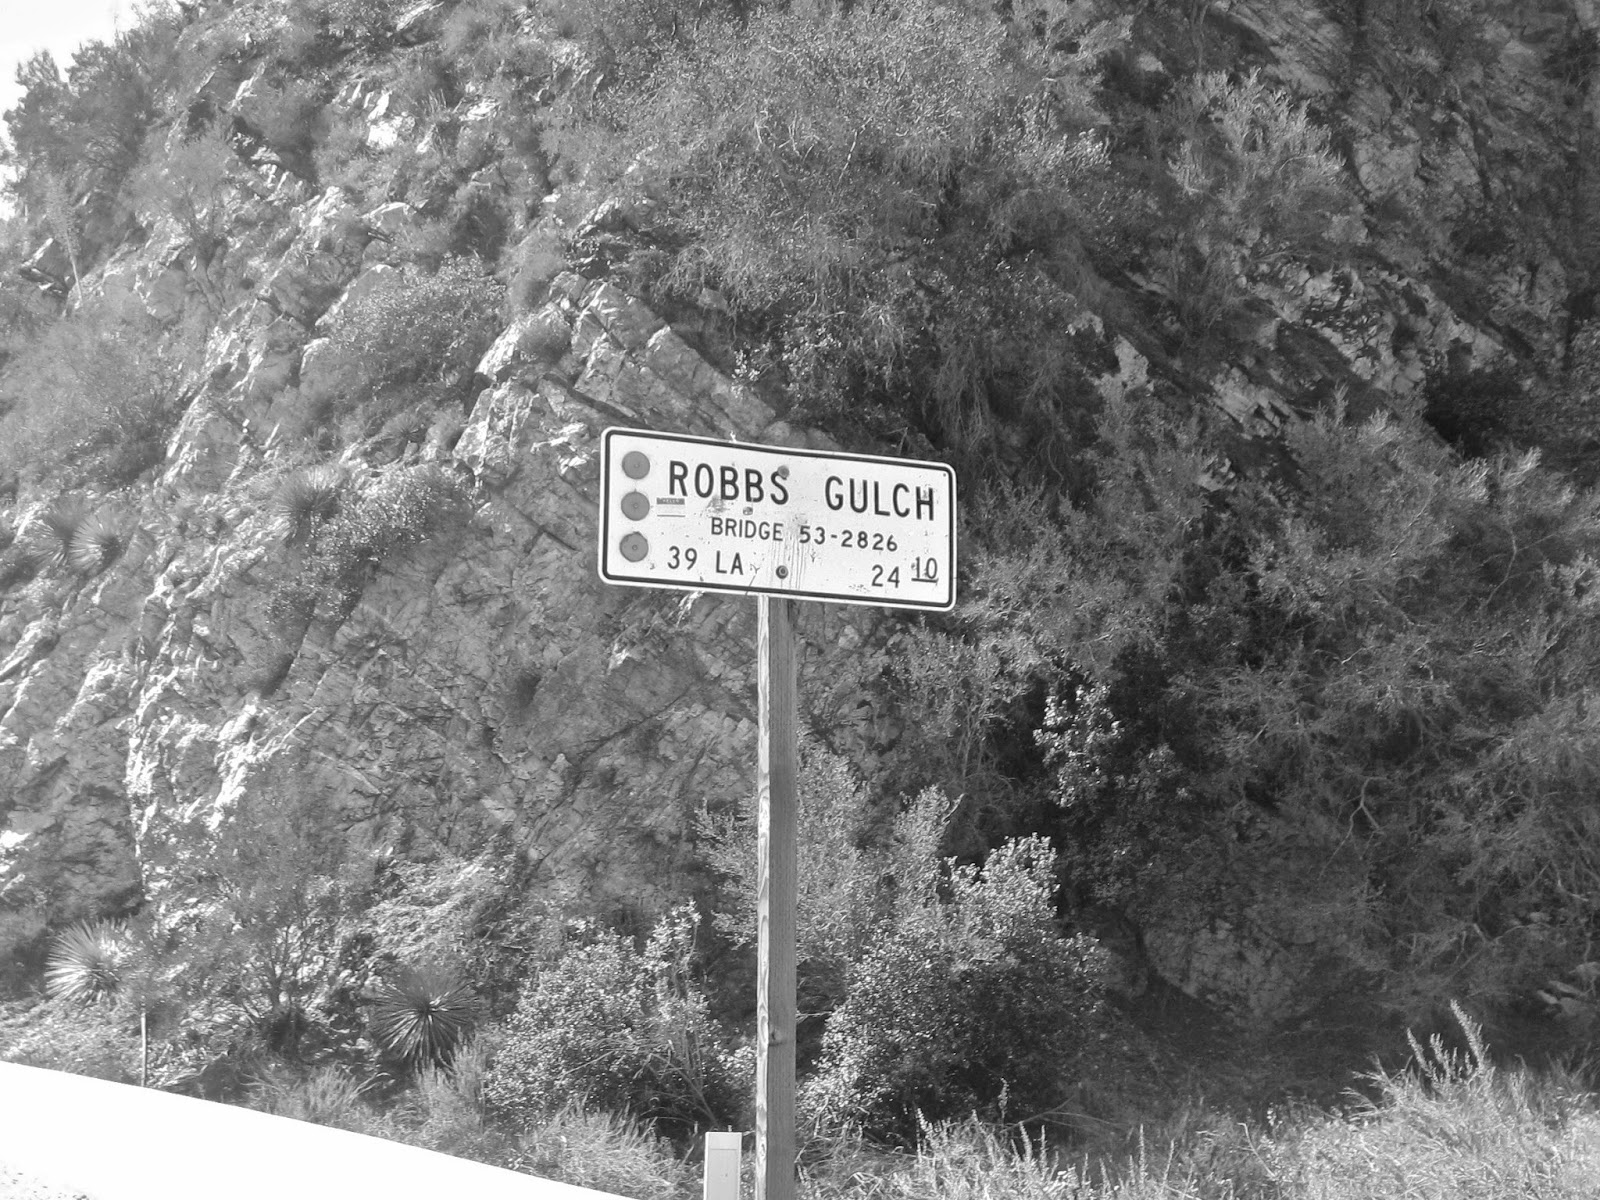 ROBBS GULCH
BRIDGE 53-2826
39 LA 24 10